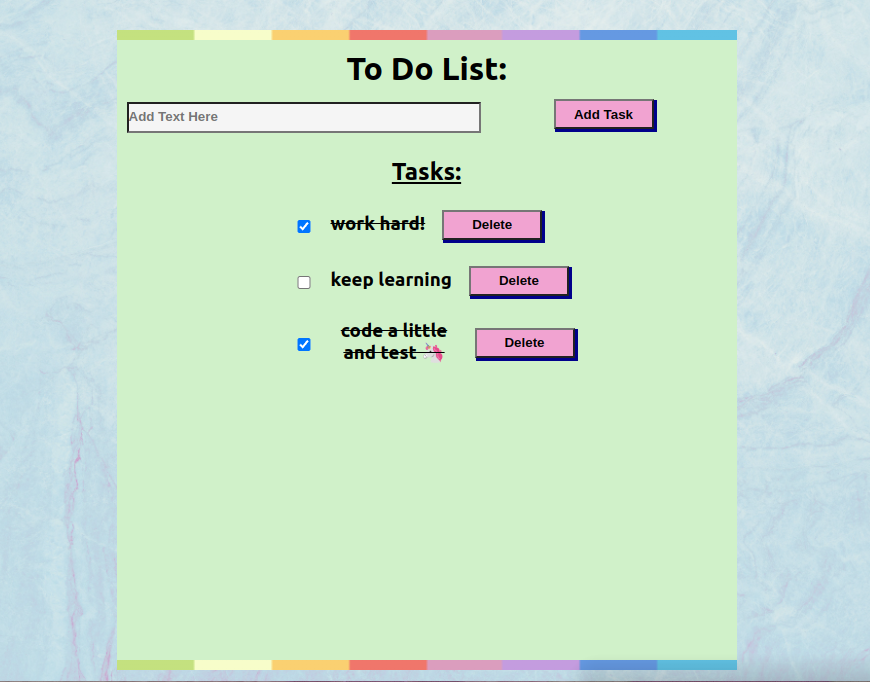 To Do List:
Add Text Here
Add Task
Tasks:
work hard!
Delete
keep learning
Delete
code a little
and test 🦄
Delete